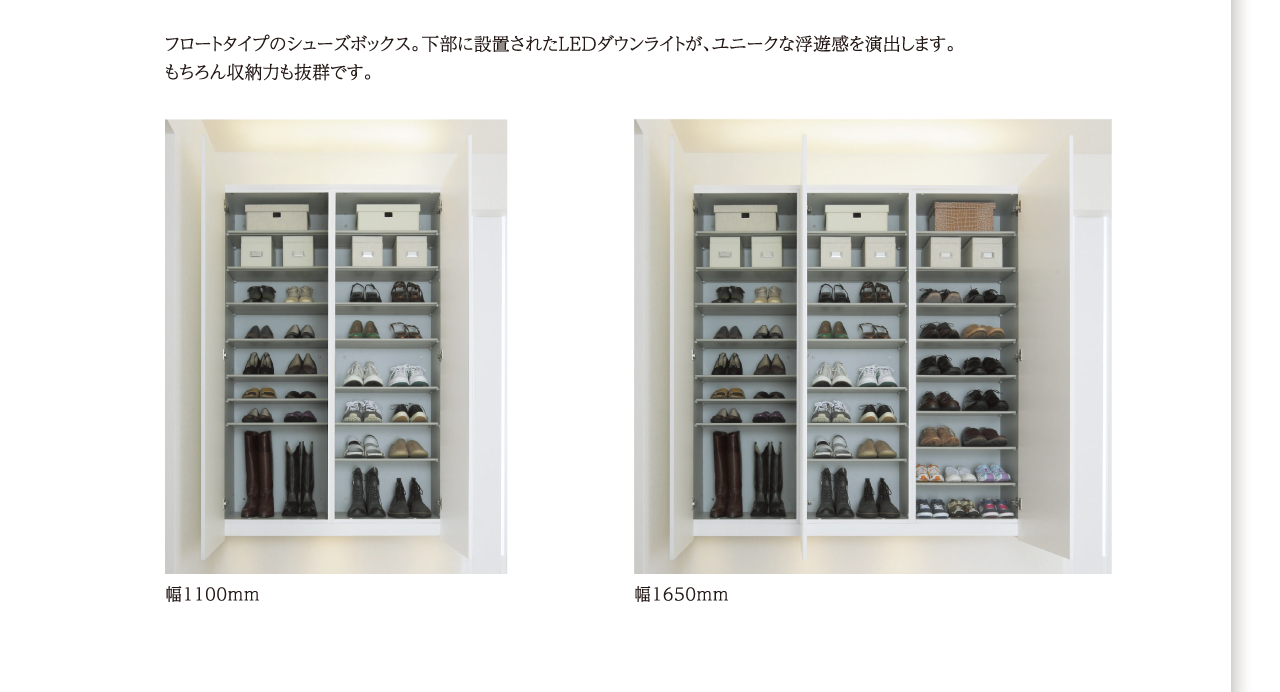 フロートタイプのシューズボックス。下部に設置されたLEDダウンライトが、ユニークな浮遊感を演出します。
もちろん収納力も抜群です。
幅1100mm
幅1650mm